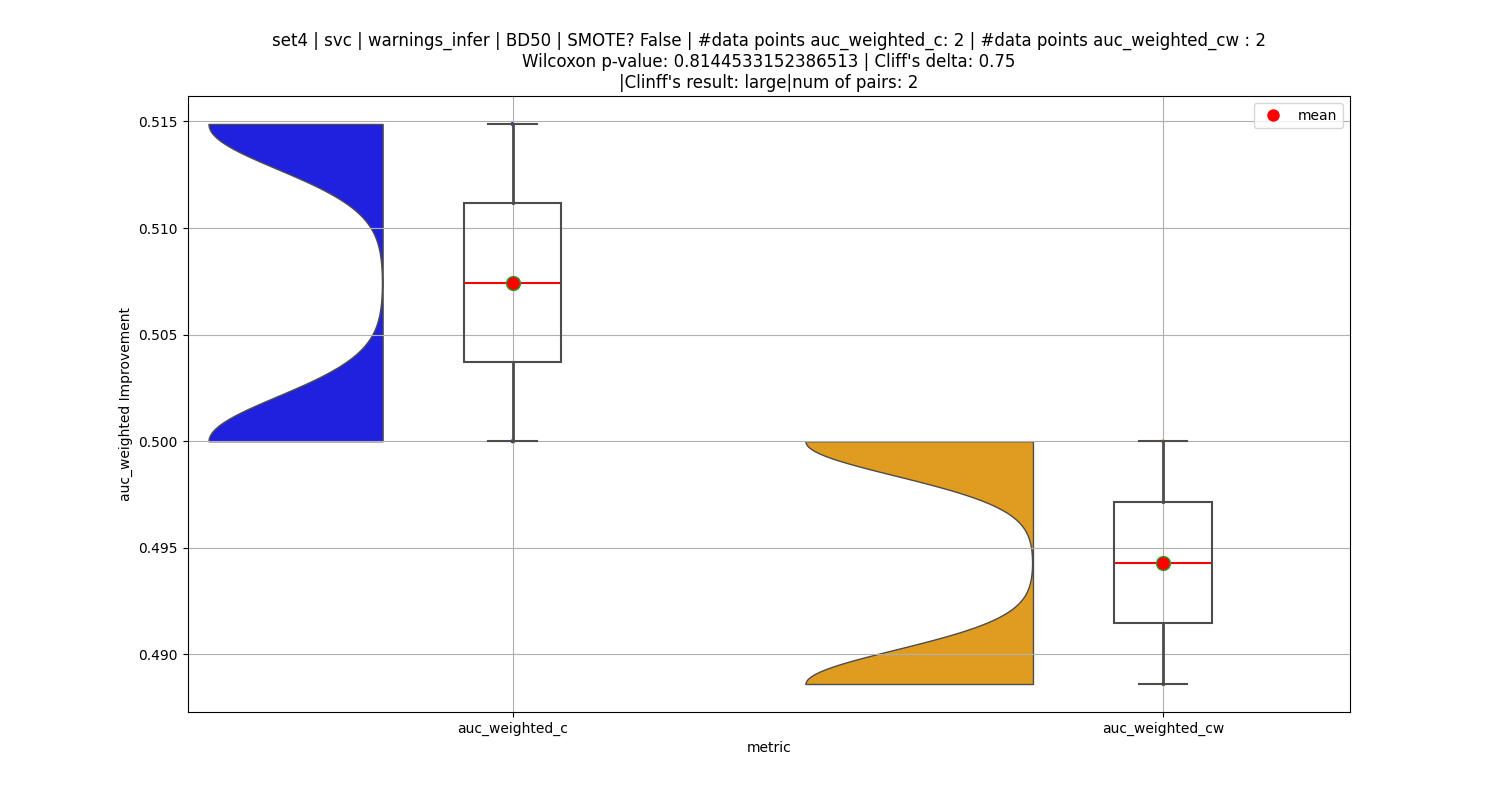 set4 | svc | warnings_infer | BD50 | SMOTE? False | #data points auc_weighted_c: 2 | #data points auc_weighted_cw : 2
Wilcoxon p-value: 0.8144533152386513 | Cliff's delta: 0.75
|Clinff's result: large|num of pairs: 2
mean
0.515
0.510
0.505
0.500
0.495
0.490
auc_weighted Improvement
auc_weighted_c
auc_weighted_cw
metric